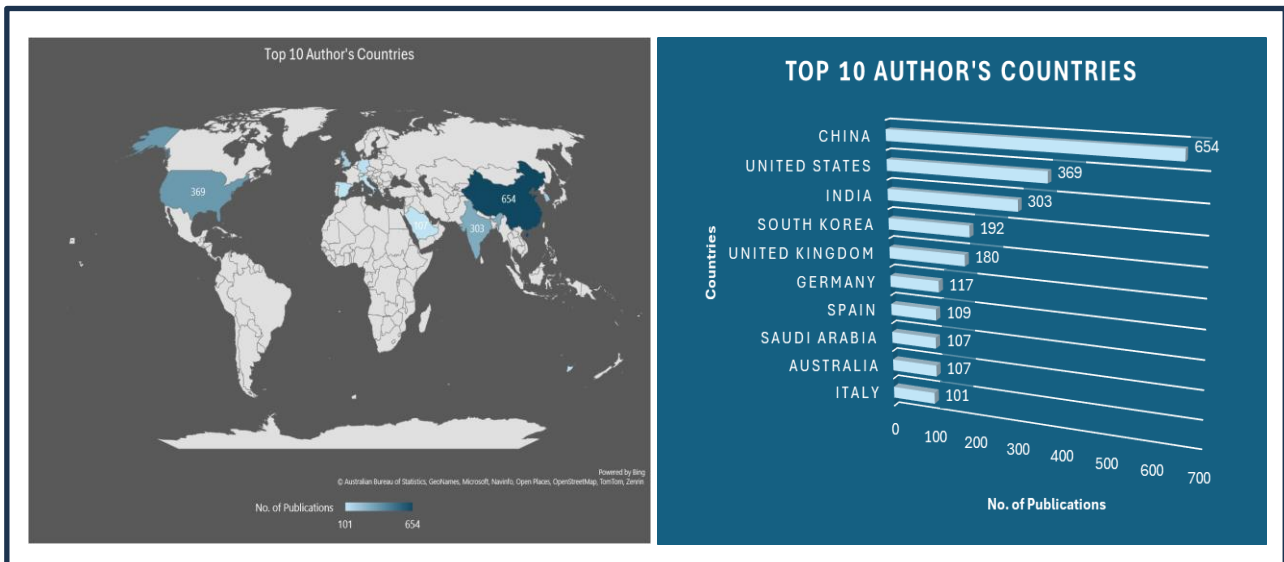 Top 10 Author's Countries
369
654
107
303
Powered by Bing
© Australian Bureau of Statistics, GeoNames, Microsoft, Navinfo, Open Places, OpenStreetMap, TomTom, Zenrin
No. of Publications
101
654
TOP 10 AUTHOR'S COUNTRIES
Countries
CHINA 654
UNITED STATES 369
INDIA 303
SOUTH KOREA 192
UNITED KINGDOM 180
GERMANY 117
SPAIN 109
SAUDI ARABIA 107
AUSTRALIA 107
ITALY 101
0 100 200 300 400 500 600 700
No. of Publications